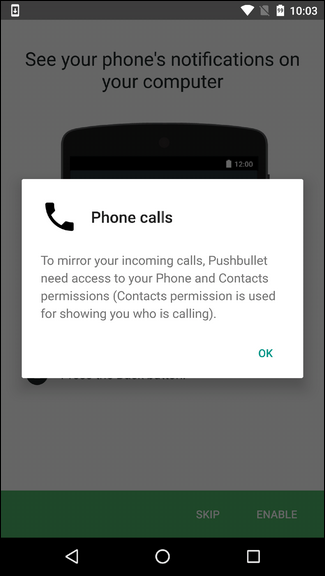 10:03
See your phone's notifications on
your computer
12:00
Phone calls
To mirror your incoming calls, Pushbullet
need access to your Phone and Contacts
permissions (Contacts permission is used
for showing you who is calling).
OK
SKIP ENABLE